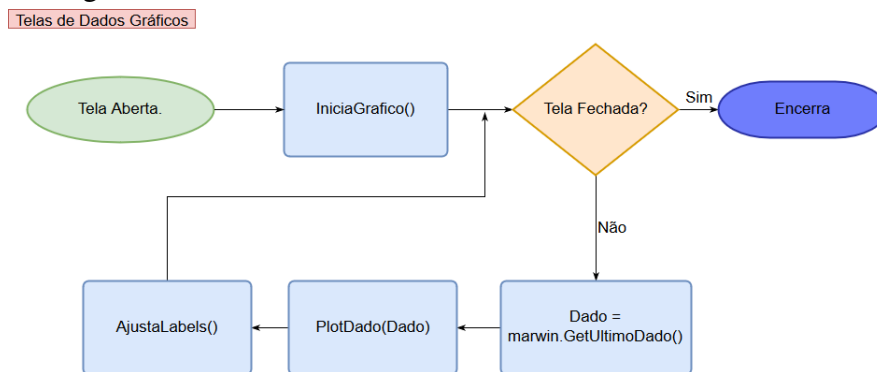 Telas de Dados Gráficos
Tela Aberta.
IniciaGrafico()
Tela Fechada?
Sim
Encerra
Não
AjustaLabels()
PlotDado(Dado)
Dado =
marwin.GetUltimoDado()